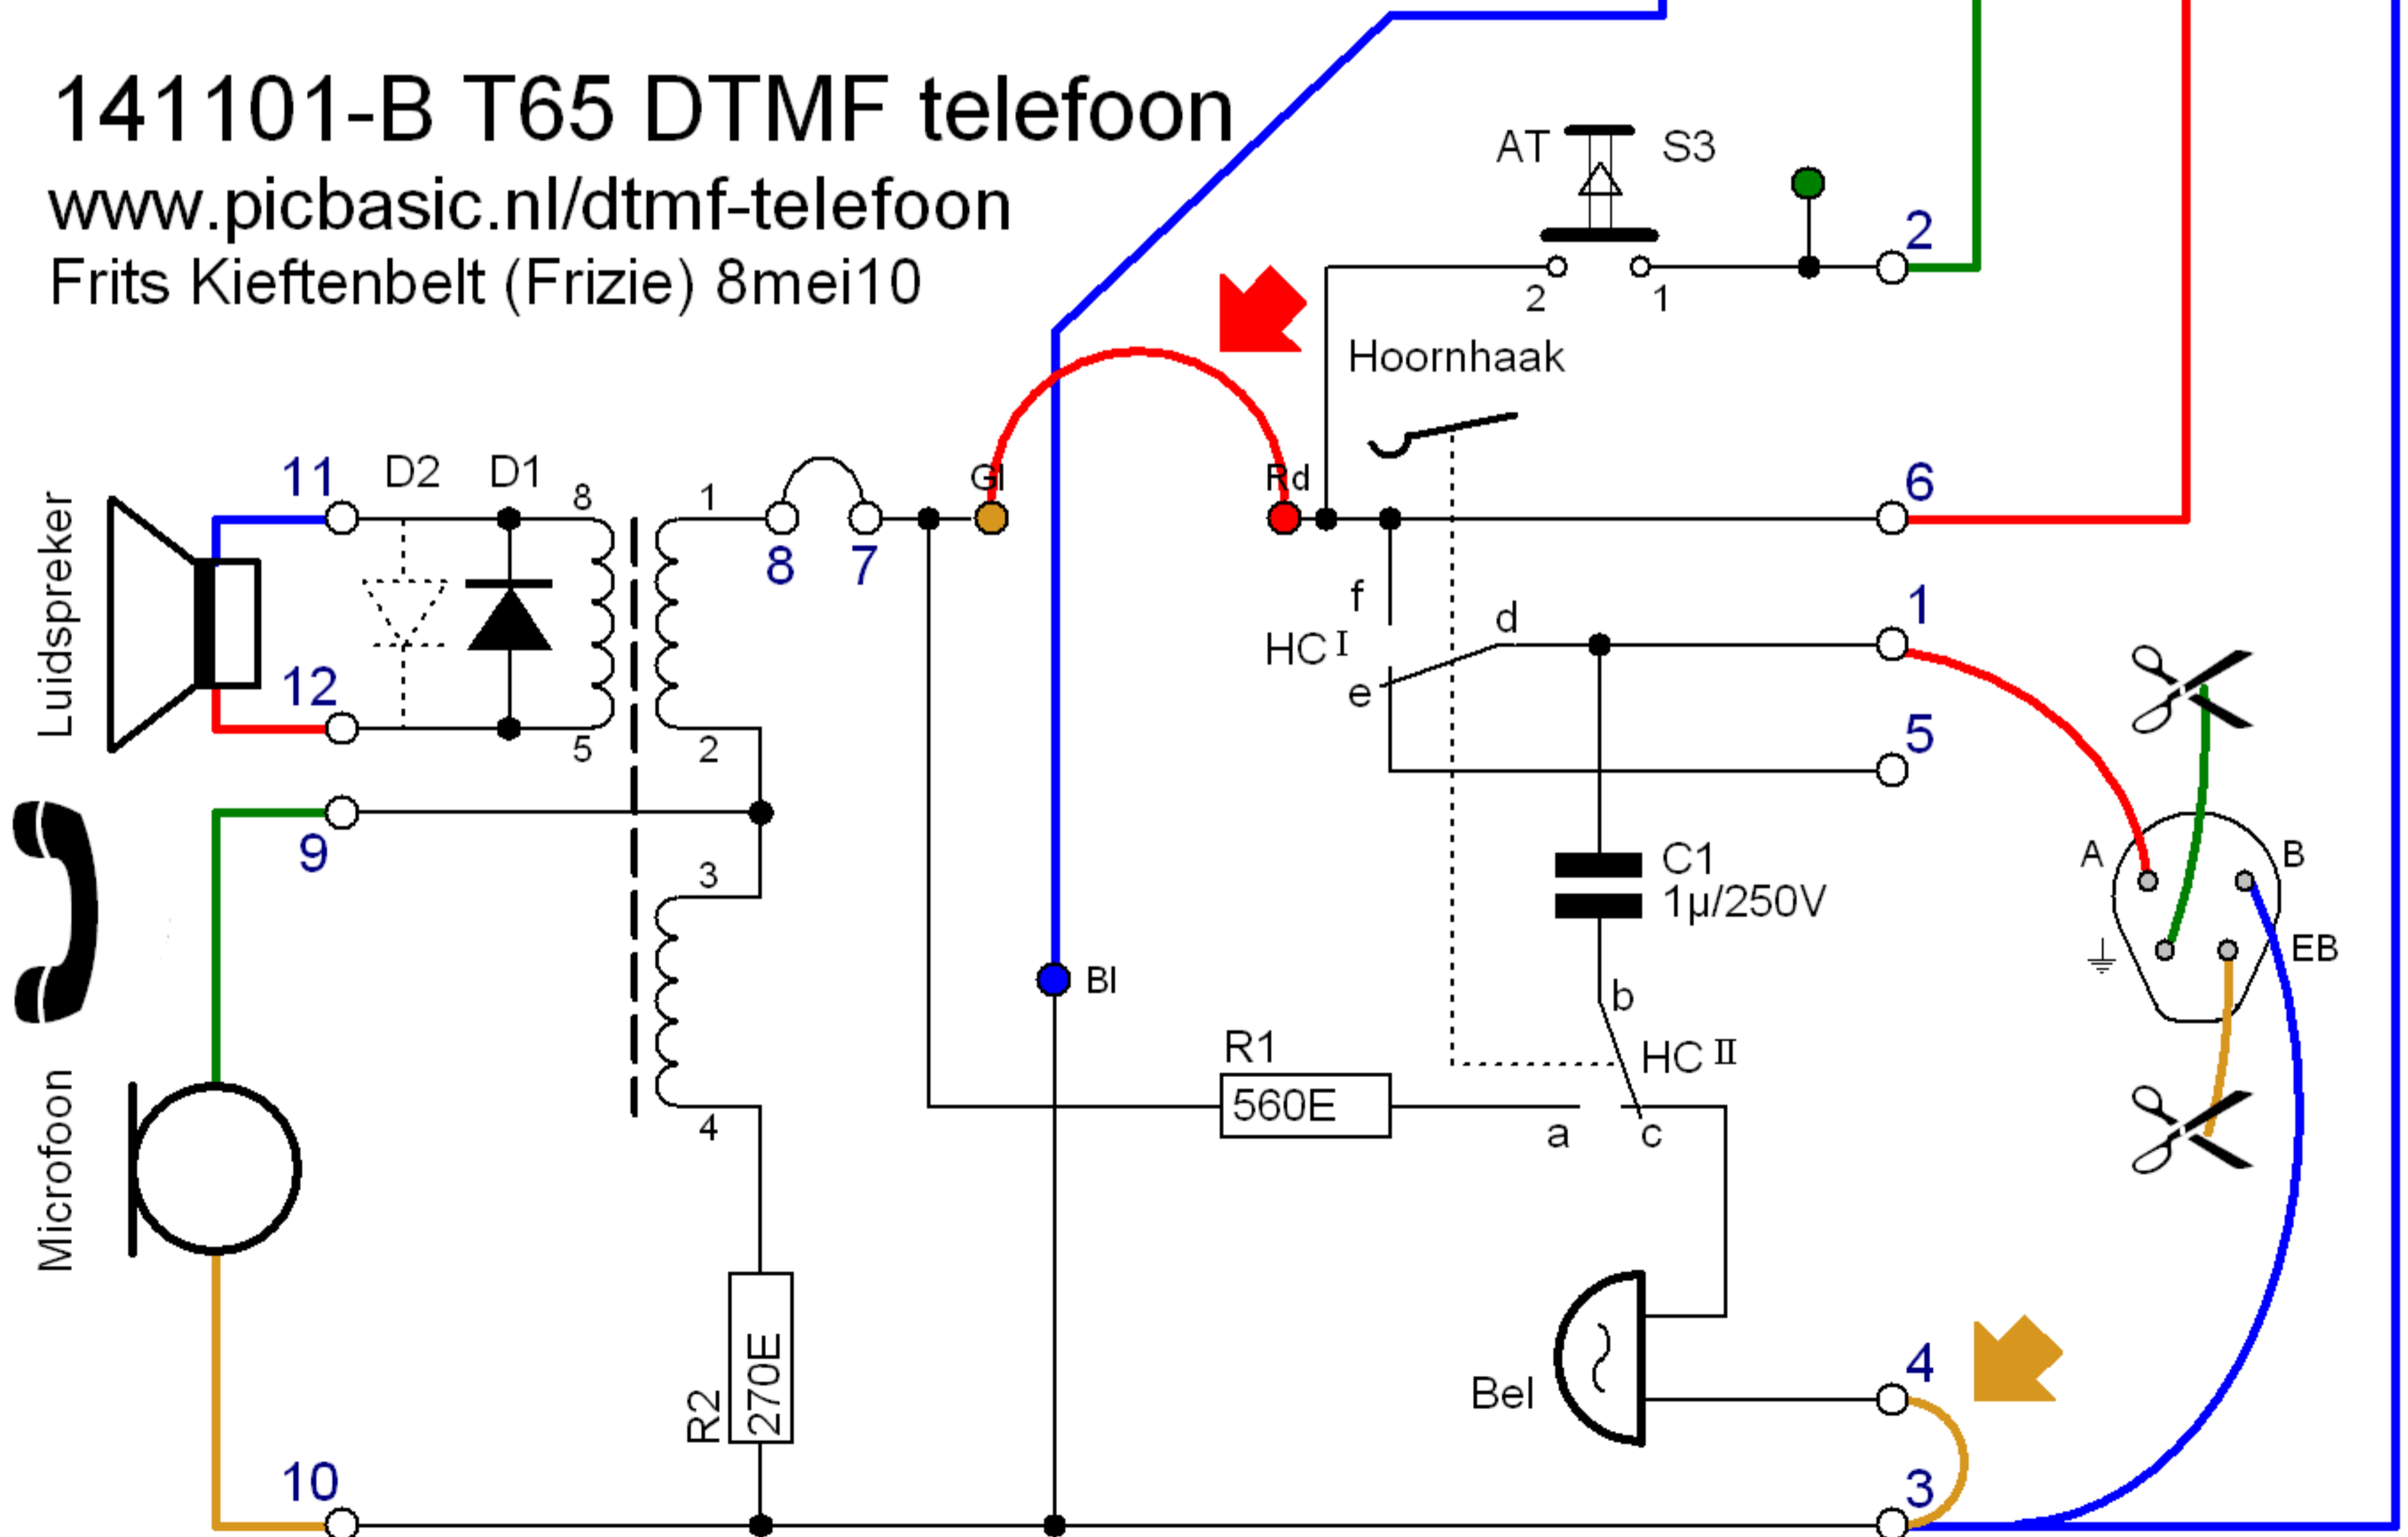 141101-B T65 DTMF telefoon
www.picbasic.nl/dtmf-telefoon
Frits Kieftenbelt (Frizie) 8mei10
AT S3
2
2 1
Hoornhaak
Luidspreker
11 D2 D1 8 1 Gl Rd 6
8 7
f
HC I d 1
e
12
5 2 5
9
3
C1
1µ/250V
A B
EB
Bl
b
R1
560E
HC II
a c
4
Microfoon
R2
270E
Bel
4
10
3